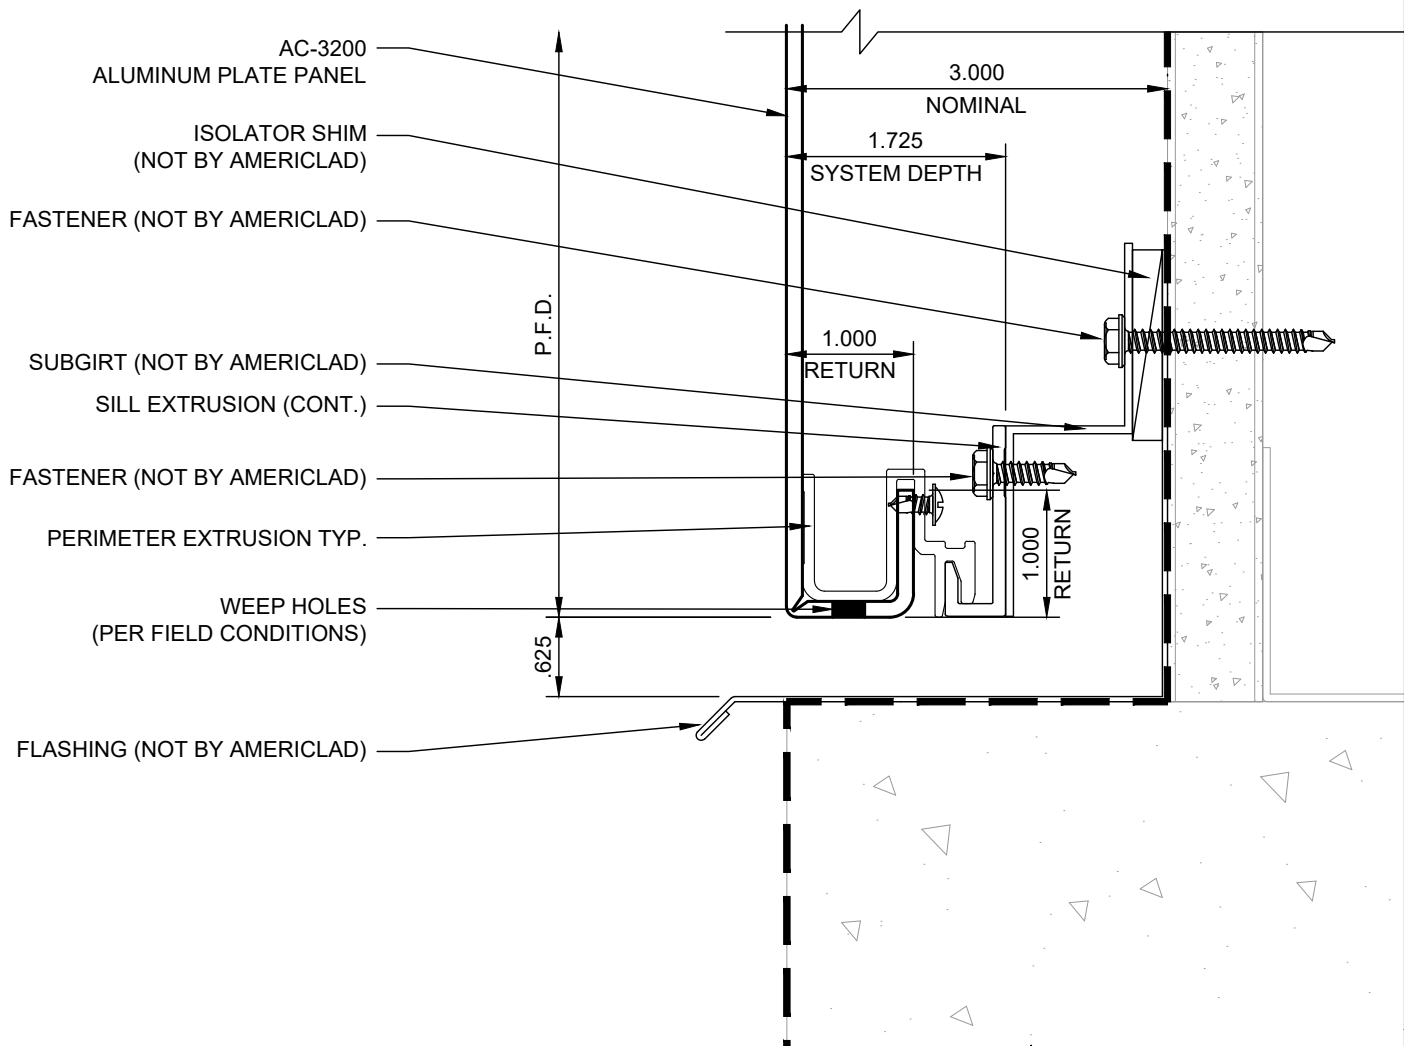 AC-3200
ALUMINUM PLATE PANEL
ISOLATOR SHIM
(NOT BY AMERICLAD)
FASTENER (NOT BY AMERICLAD)
SUBGIRT (NOT BY AMERICLAD)
SILL EXTRUSION (CONT.)
FASTENER (NOT BY AMERICLAD)
PERIMETER EXTRUSION TYP.
WEEP HOLES
(PER FIELD CONDITIONS)
FLASHING (NOT BY AMERICLAD)
P.F.D.
.625
3.000
NOMINAL
1.725
SYSTEM DEPTH
1.000
RETURN
1.000
RETURN